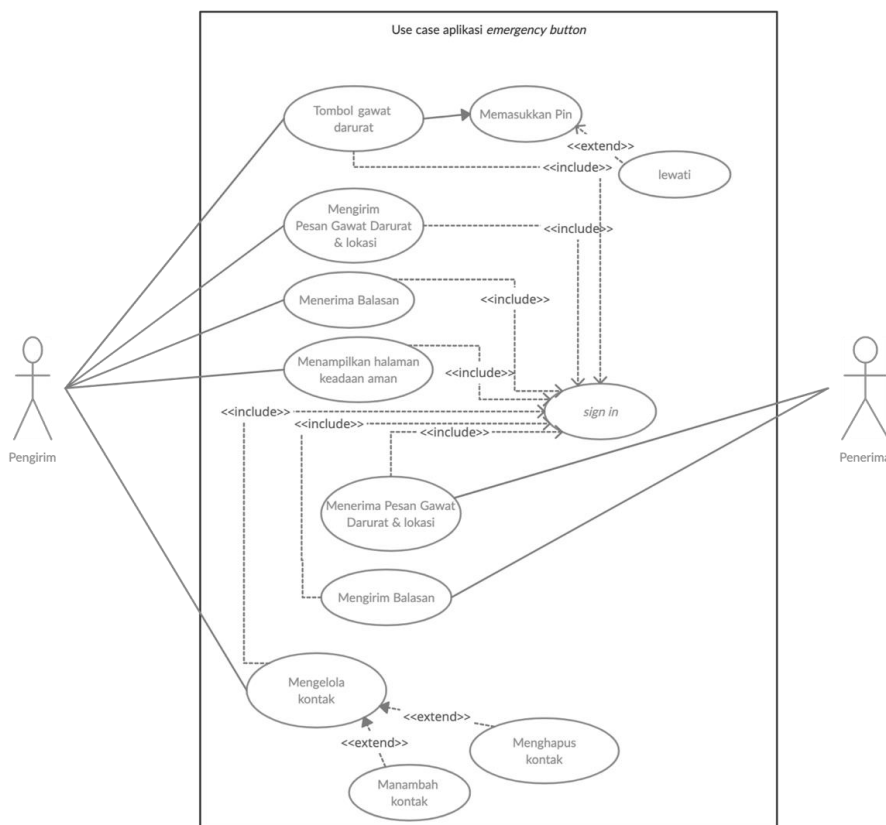 Use case aplikasi emergency button
Tombol gawat
darurat
Memasukkan Pin
<<extend>>
<<include>>
lewati
Mengirim
Pesan Gawat Darurat
& lokasi
<<include>>
Menerima Balasan
<<include>>
Menampilkan halaman
keadaan aman
<<include>>
<<include>>
sign in
<<include>>
<<include>>
Pengirim
Penerima
Menerima Pesan Gawat
Darurat & lokasi
Mengirim Balasan
Mengelola
kontak
<<extend>>
<<extend>>
Menghapus
kontak
Manambah
kontak